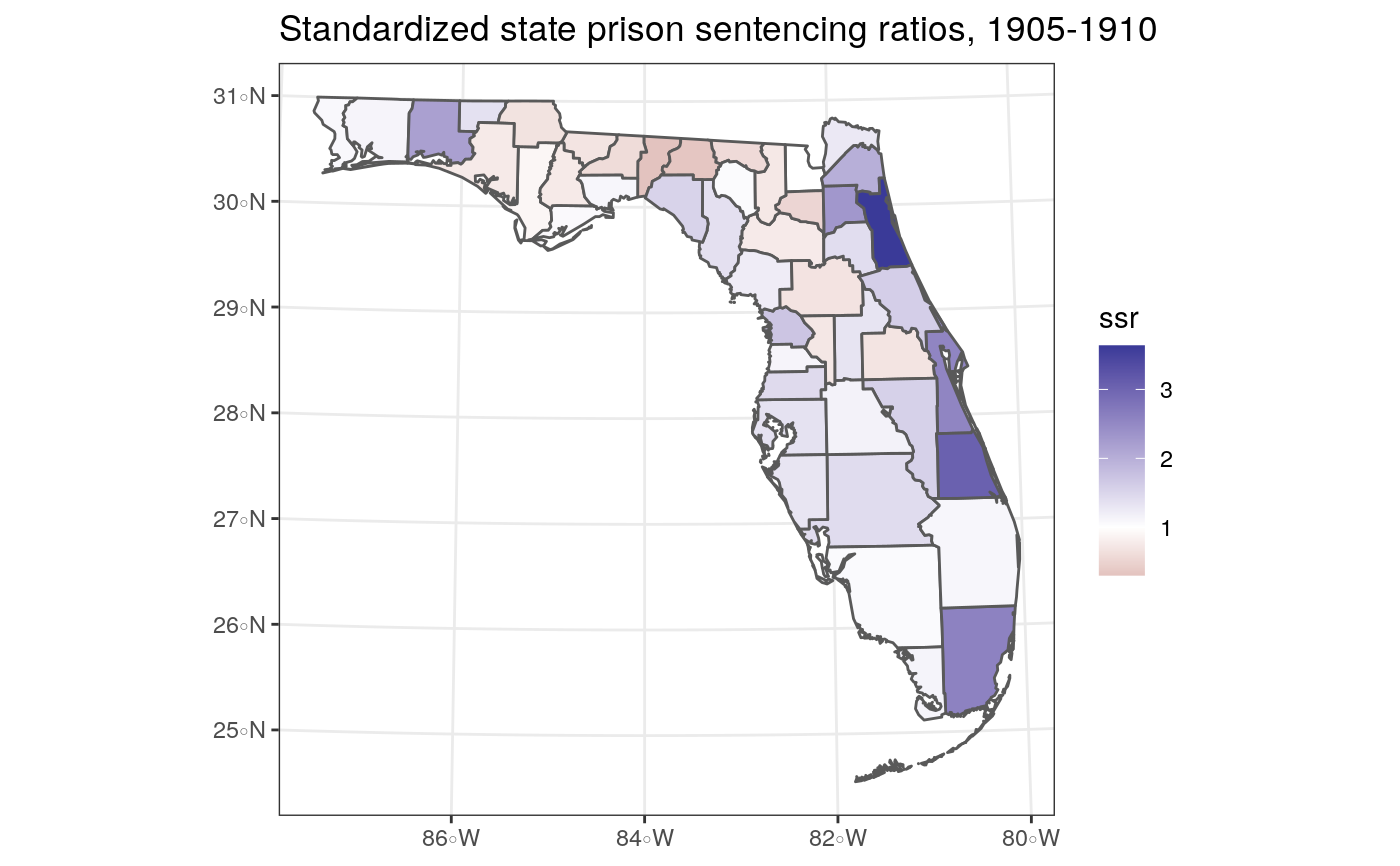 Standardized state prison sentencing ratios, 1905-1910
31°N
30°N
29°N
28°N
27°N
26°N
25°N
86°W
84°W
82°W
80°W
ssr
3
2
1